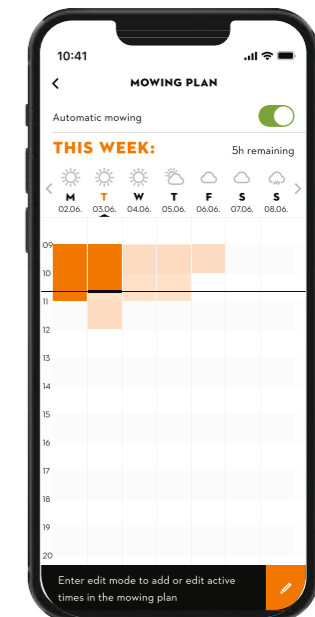 10:41
MOWING PLAN
Automatic mowing
THIS WEEK: 5h remaining
M T W T F S S
02.06. 03.06. 04.06. 05.06. 06.06. 07.06. 08.06.
09
10
11
12
13
14
15
16
17
18
19
20
Enter edit mode to add or edit active
times in the mowing plan